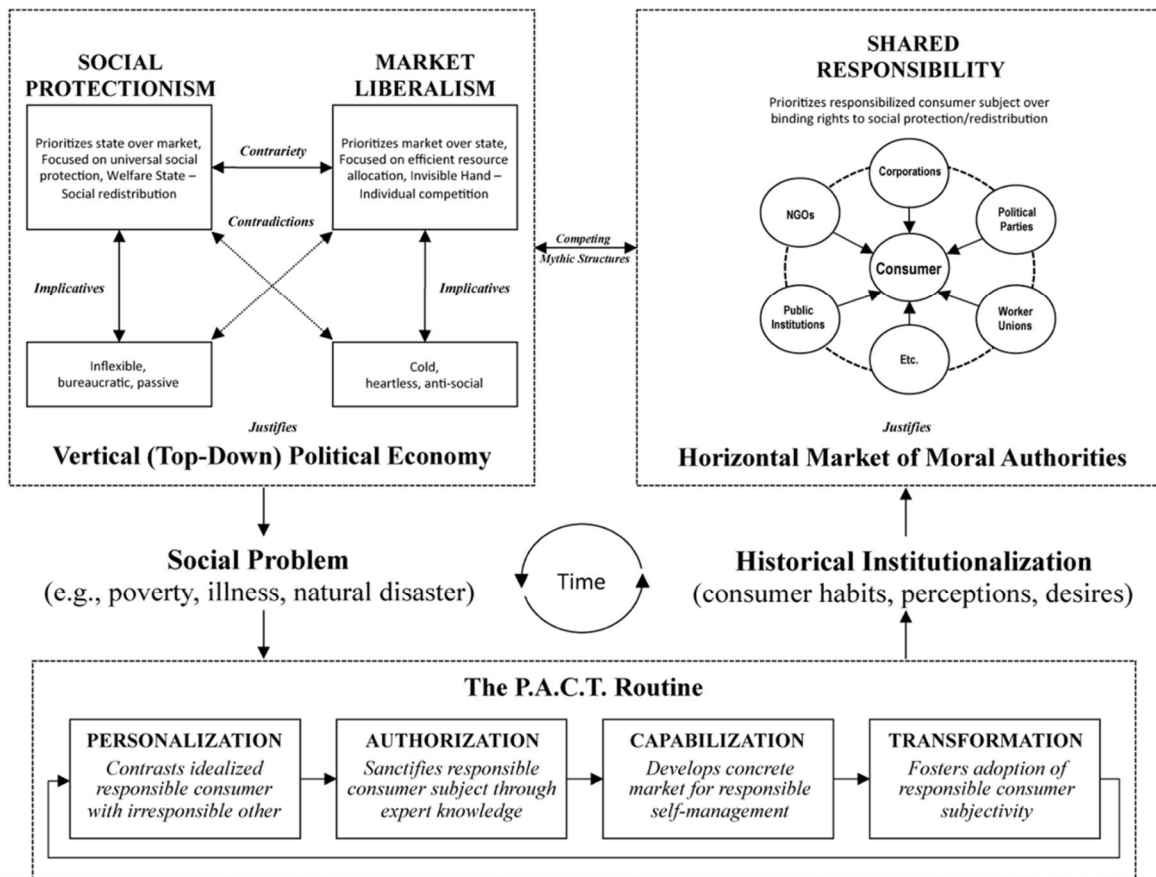 SOCIAL
PROTECTIONISM
MARKET
LIBERALISM
Prioritizes state over market,
Focused on universal social
protection, Welfare State –
Social redistribution
Contrariety
Prioritizes market over state,
Focused on efficient resource
allocation, Invisible Hand –
Individual competition
Contradictions
Implicatives
Implicatives
Inflexible,
bureaucratic, passive
Cold,
heartless, anti-social
Justifies
Vertical (Top-Down) Political Economy
Competing
Mythic Structures
SHARED
RESPONSIBILITY
Prioritizes responsibilized consumer subject over
binding rights to social protection/redistribution
Corporations
NGOs
Political
Parties
Consumer
Public
Institutions
Worker
Unions
Etc.
Justifies
Horizontal Market of Moral Authorities
Social Problem
(e.g., poverty, illness, natural disaster)
Time
Historical Institutionalization
(consumer habits, perceptions, desires)
The P.A.C.T. Routine
PERSONALIZATION
Contrasts idealized
responsible consumer
with irresponsible other
AUTHORIZATION
Sanctifies responsible
consumer subject through
expert knowledge
CAPABILIZATION
Develops concrete
market for responsible
self-management
TRANSFORMATION
Fosters adoption of
responsible consumer
subjectivity